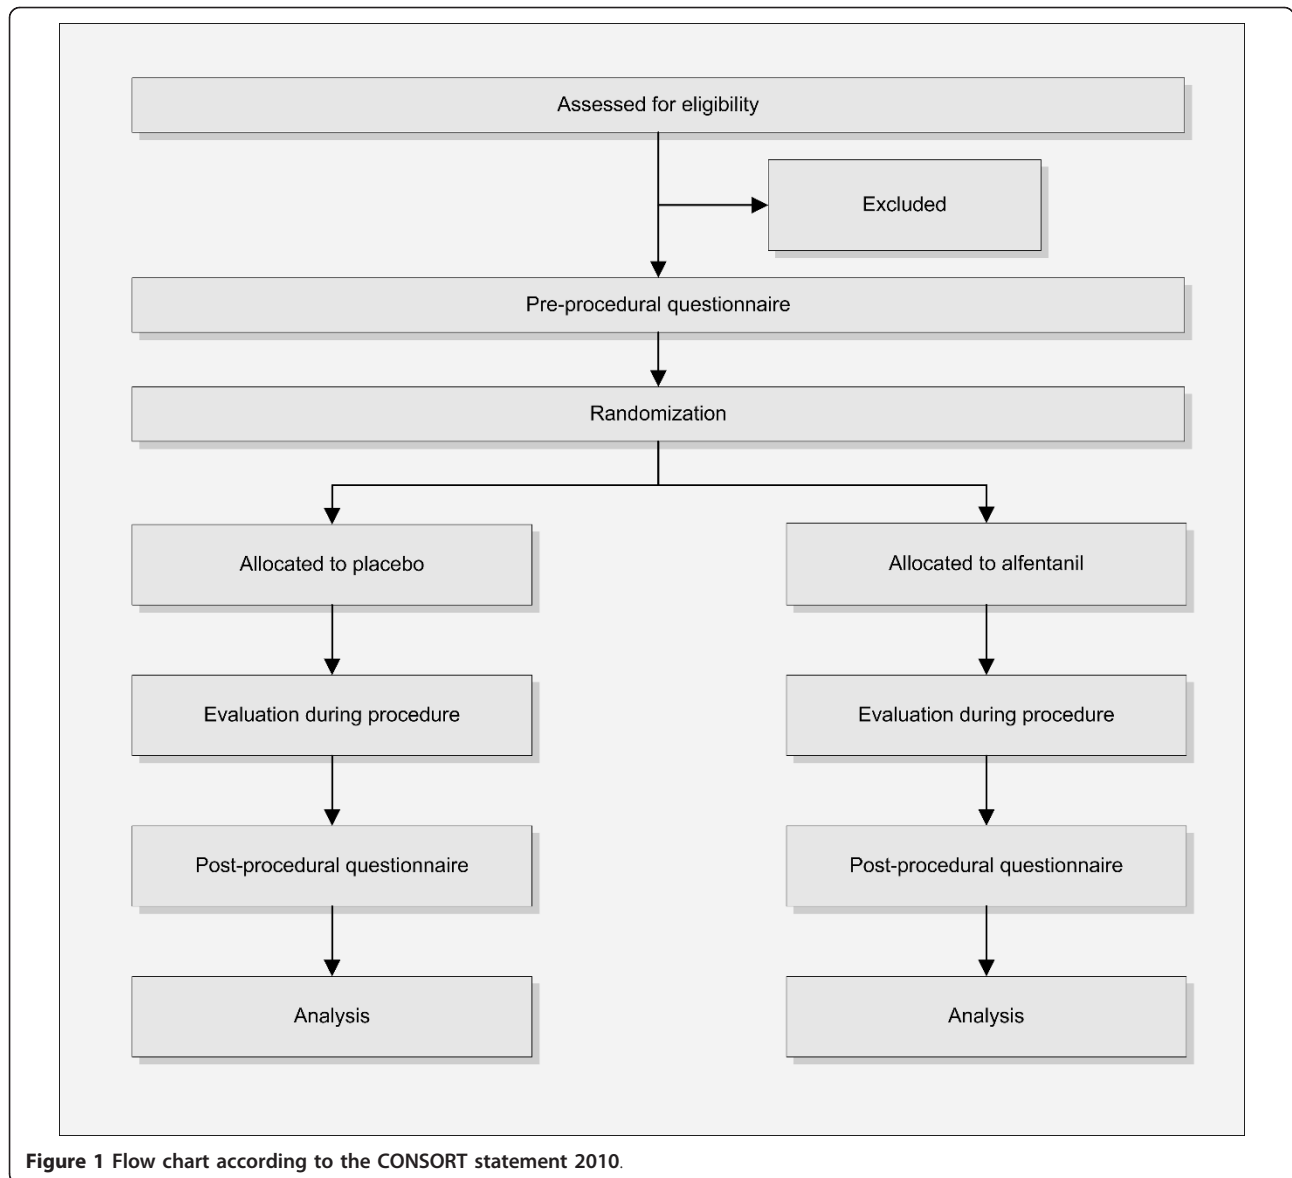 Assessed for eligibility
Excluded
Pre-procedural questionnaire
Randomization
Allocated to placebo
Allocated to alfentanil
Evaluation during procedure
Evaluation during procedure
Post-procedural questionnaire
Post-procedural questionnaire
Analysis
Analysis
Figure 1 Flow chart according to the CONSORT statement 2010.